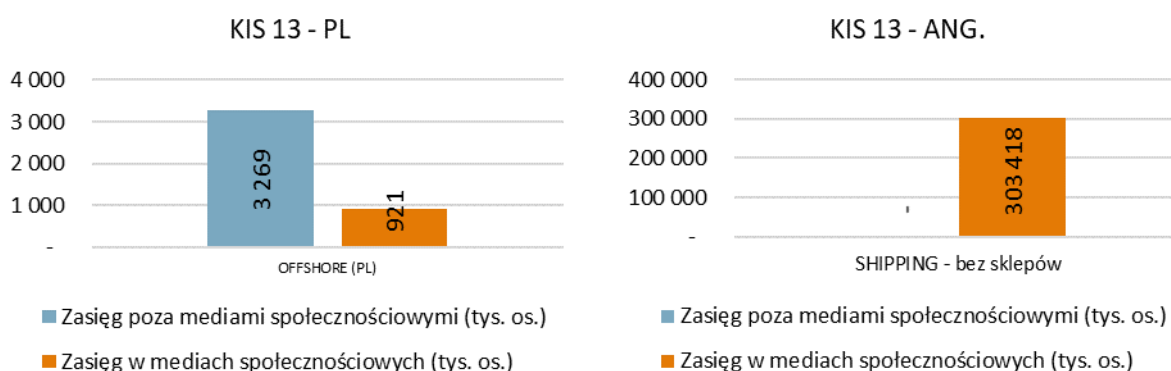 KIS 13 - PL
4 000
3 000
2 000
1 000
-
3 269
921
OFFSHORE (PL)
Zasięg poza mediami społecznościowymi (tys. os.)
Zasięg w mediach społecznościowych (tys. os.)
KIS 13 - ANG.
400 000
300 000
200 000
100 000
-
-
303 418
SHIPPING - bez sklepów
Zasięg poza mediami społecznościowymi (tys. os.)
Zasięg w mediach społecznościowych (tys. os.)